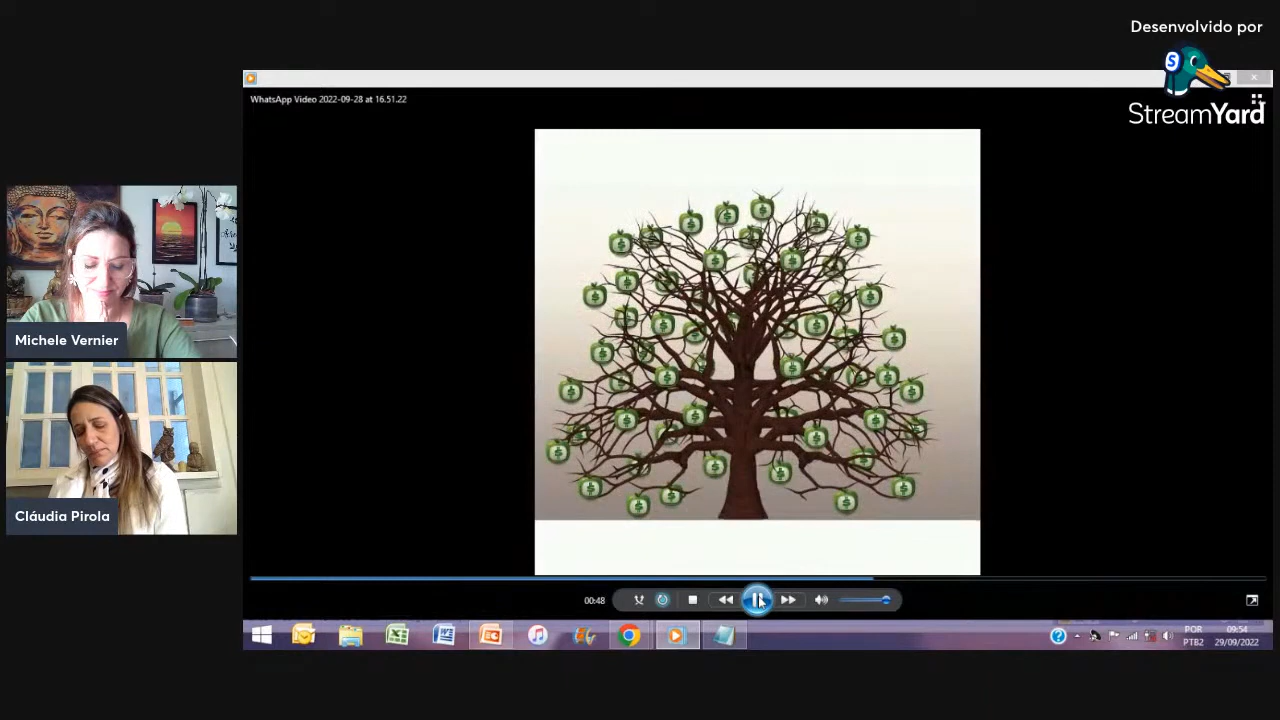 Desenvolvido por
StreamYard
WhatsApp Video 2022-09-28 at 16.51.22
Michele Vernier
Cláudia Pirola
00:48
POR
PTB2
09:54
29/09/2022